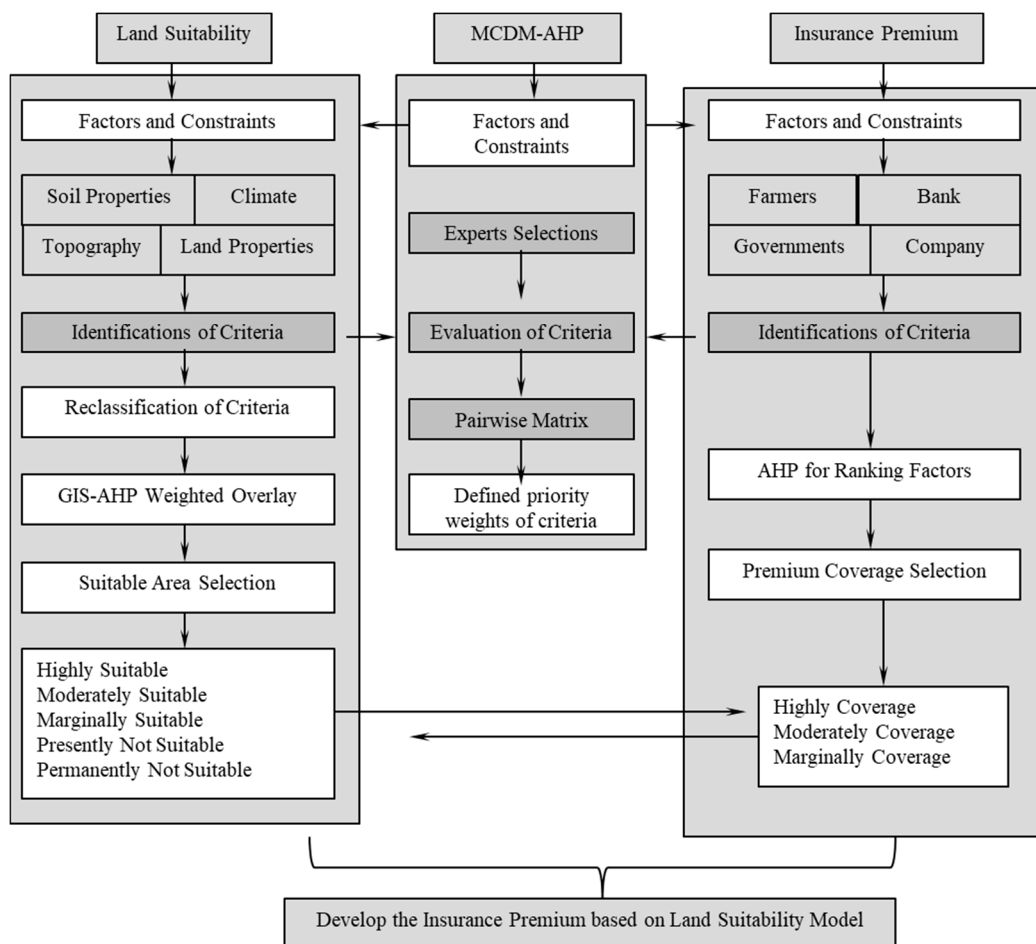 Land Suitability
MCDM-AHP
Insurance Premium
Factors and Constraints
Factors and
Constraints
Factors and Constraints
Soil Properties
Climate
Topography
Land Properties
Farmers
Bank
Governments
Company
Experts Selections
Identifications of Criteria
Evaluation of Criteria
Identifications of Criteria
Reclassification of Criteria
Pairwise Matrix
GIS-AHP Weighted Overlay
Defined priority
weights of criteria
AHP for Ranking Factors
Suitable Area Selection
Premium Coverage Selection
Highly Suitable
Moderately Suitable
Marginally Suitable
Presently Not Suitable
Permanently Not Suitable
Highly Coverage
Moderately Coverage
Marginally Coverage
Develop the Insurance Premium based on Land Suitability Model